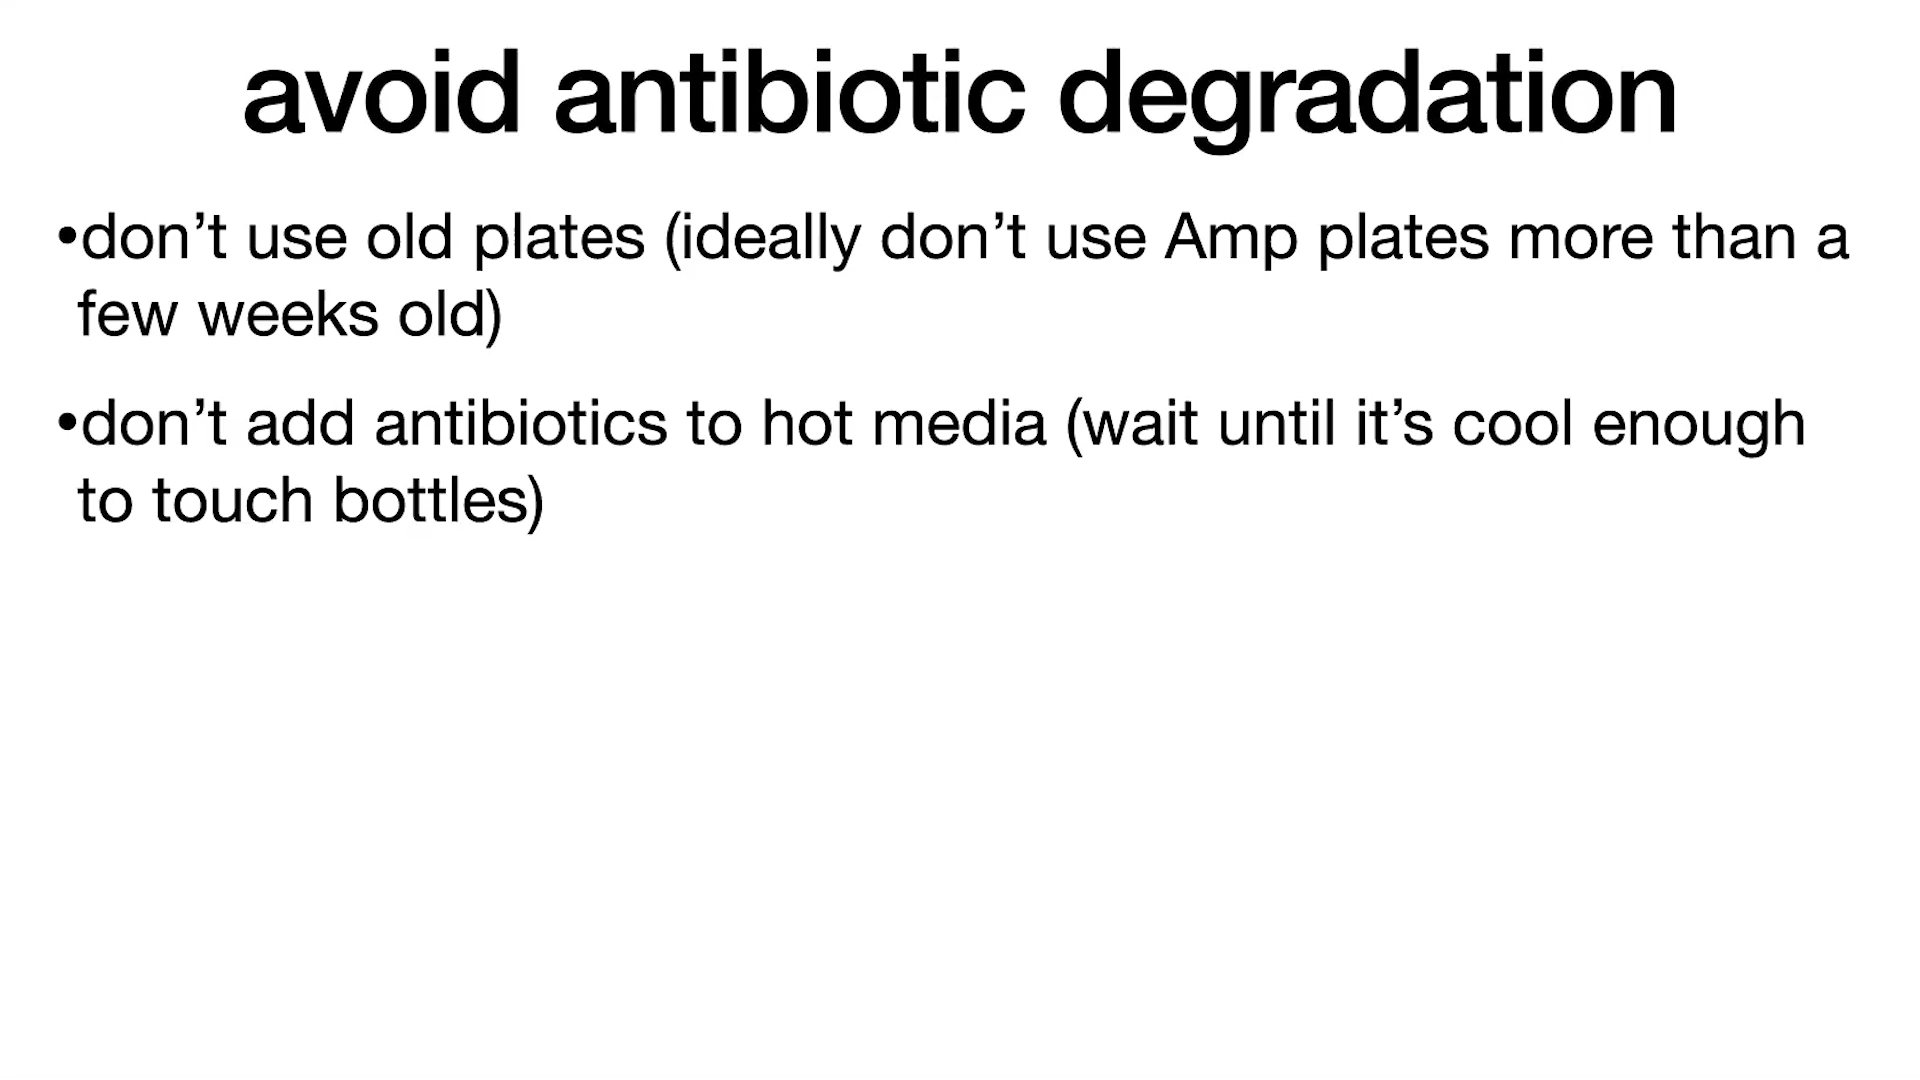 avoid antibiotic degradation
•don’t use old plates (ideally don’t use Amp plates more than a
few weeks old)
•don’t add antibiotics to hot media (wait until it’s cool enough
to touch bottles)